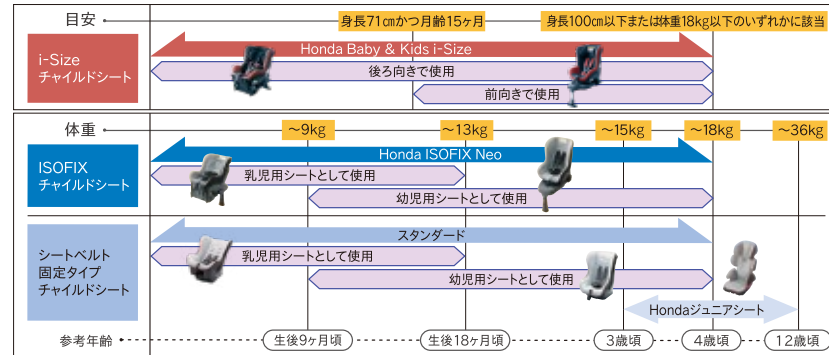 目安
身長71cmかつ月齢15ヶ月
身長100cm以下または体重18kg以下のいずれかに該当
i-Size
チャイルドシート
Honda Baby & Kids i-Size
後ろ向きで使用
前向きで使用
体重
～9kg
～13kg
～15kg
～18kg
～36kg
ISOFIX
チャイルドシート
Honda ISOFIX Neo
乳児用シートとして使用
幼児用シートとして使用
シートベルト
固定タイプ
チャイルドシート
スタンダード
乳児用シートとして使用
幼児用シートとして使用
Hondaジュニアシート
参考年齢
生後9ヶ月頃
生後18ヶ月頃
3歳頃
4歳頃
12歳頃